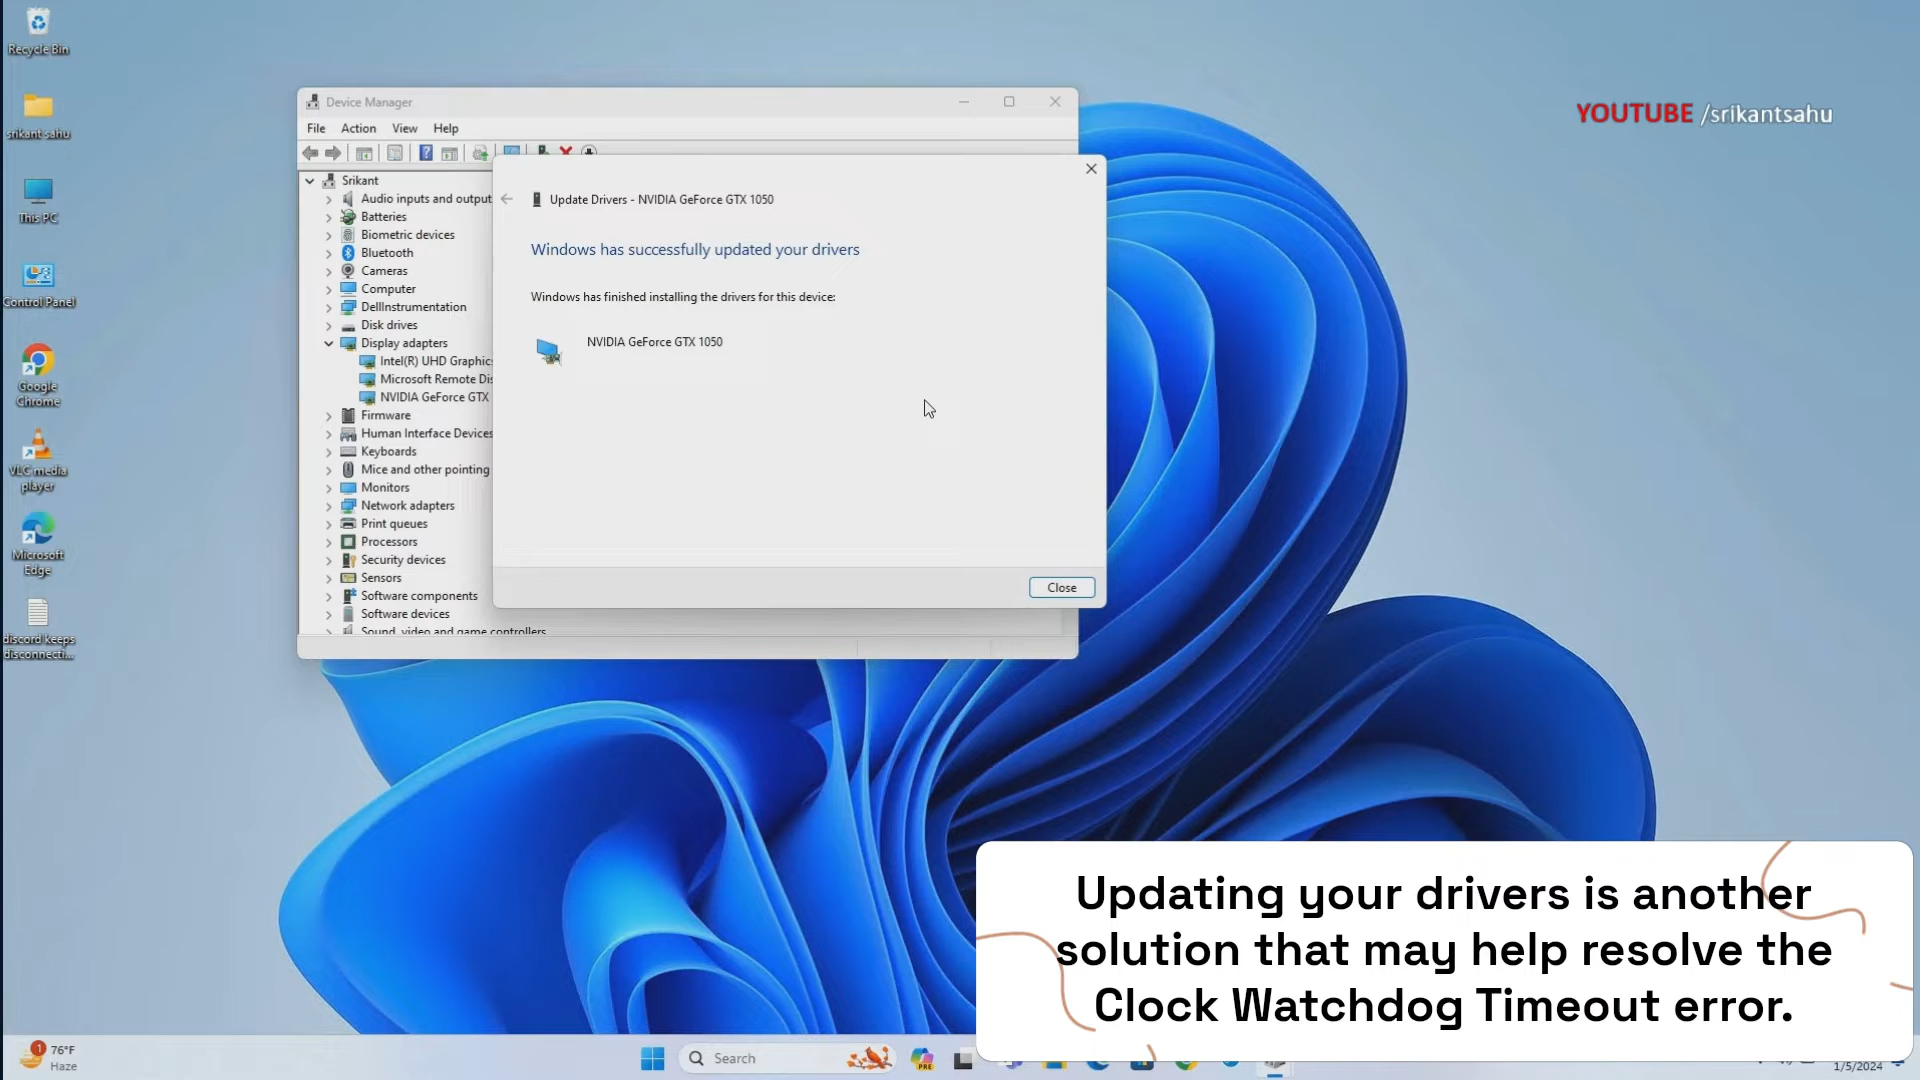 Recycle Bin
srikant sahu
This PC
Control Panel
Google
Chrome
VLC media
player
Microsoft
Edge
discord keeps
disconnecti...
YOUTUBE /srikantsahu
Device Manager
File Action View Help
Srikant
Audio inputs and output
Batteries
Biometric devices
Bluetooth
Cameras
Computer
DellInstrumentation
Disk drives
Display adapters
Intel(R) UHD Graphics
Microsoft Remote Dis
NVIDIA GeForce GTX
Firmware
Human Interface Devices
Keyboards
Mice and other pointing
Monitors
Network adapters
Print queues
Processors
Security devices
Sensors
Software components
Software devices
Sound, video and game controllers
Update Drivers - NVIDIA GeForce GTX 1050
Windows has successfully updated your drivers
Windows has finished installing the drivers for this device:
NVIDIA GeForce GTX 1050
Close
Updating your drivers is another
solution that may help resolve the
Clock Watchdog Timeout error.
1
76°F
Haze
Search
PRE
1/5/2024